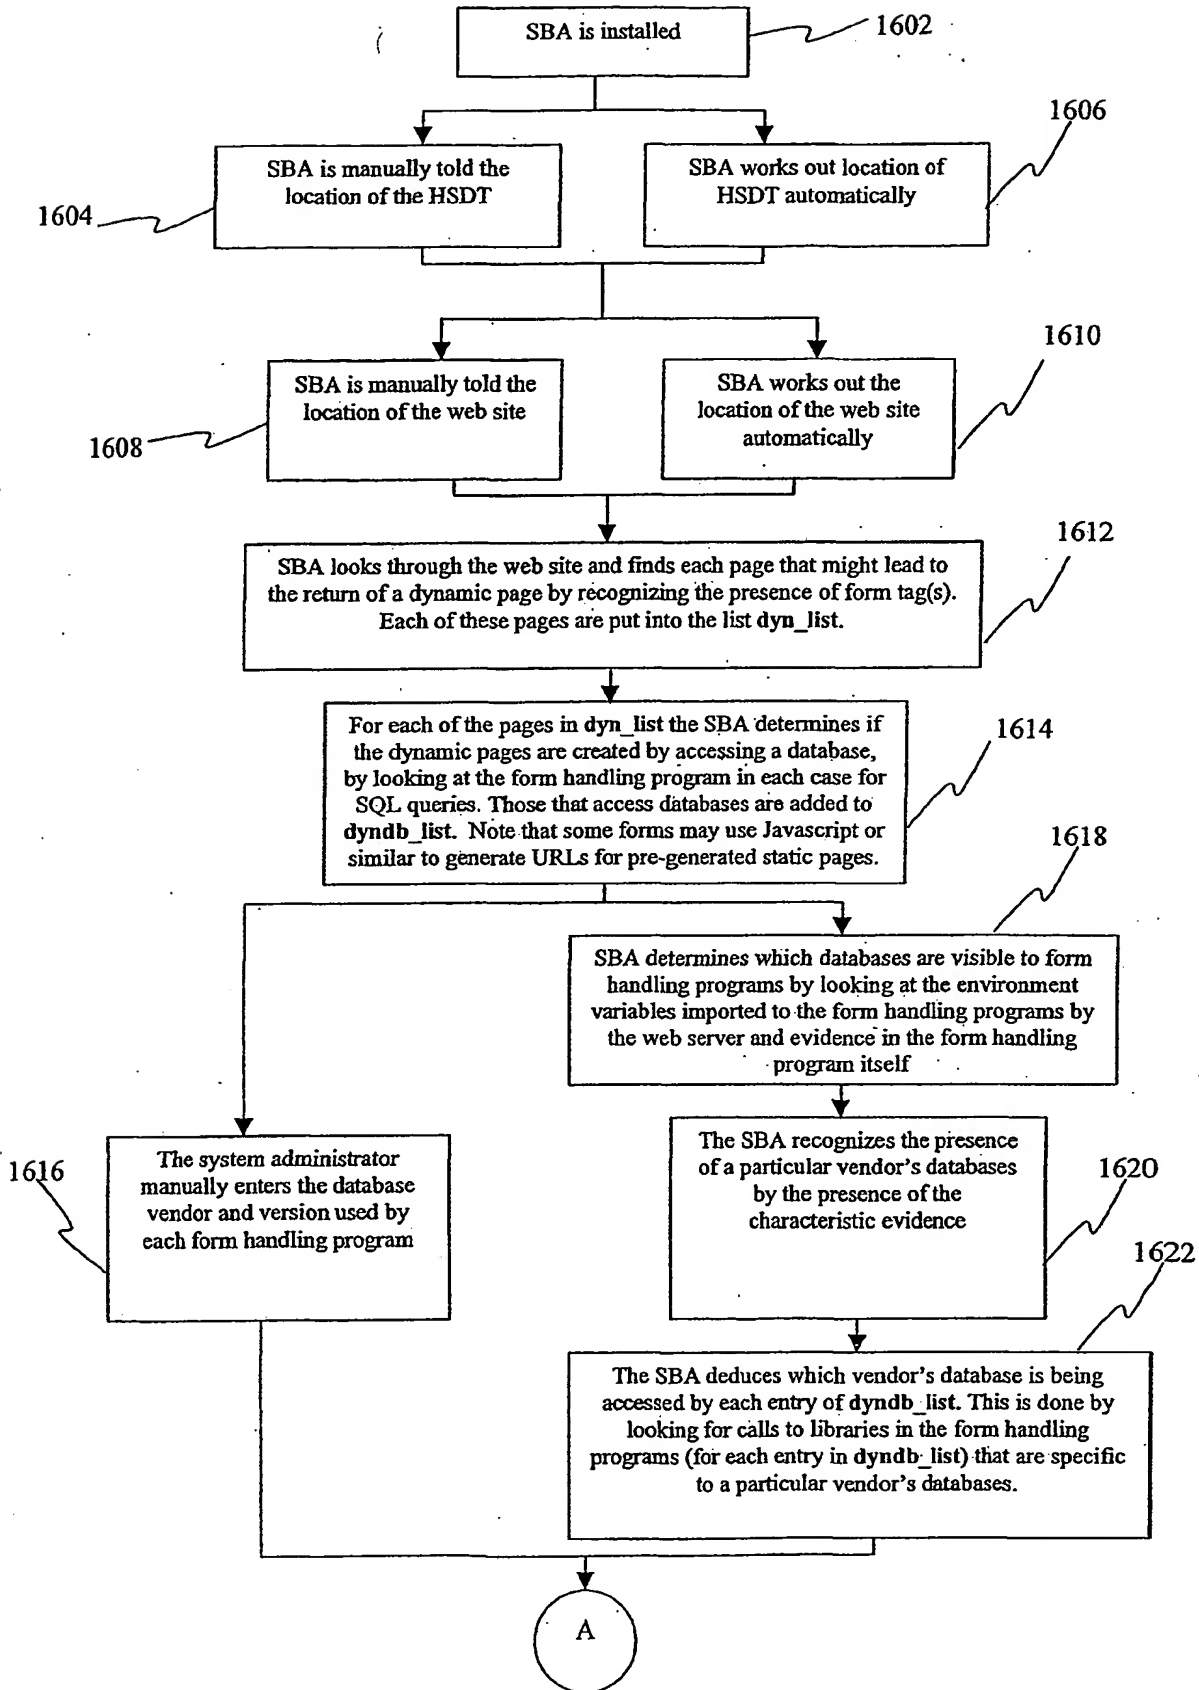 SBA is installed
1602
1606
SBA is manually told the
location of the HSDT
SBA works out location of
HSDT automatically
1604
1610
SBA is manually told the
location of the web site
SBA works out the
location of the web site
automatically
1608
1612
SBA looks through the web site and finds each page that might lead to
the return of a dynamic page by recognizing the presence of form tag(s).
Each of these pages are put into the list dyn_list.
For each of the pages in dyn_list the SBA determines if
the dynamic pages are created by accessing a database,
by looking at the form handling program in each case for
SQL queries. Those that access databases are added to
dyndb_list. Note that some forms may use Javascript or
similar to generate URLs for pre-generated static pages.
1614
1618
SBA determines which databases are visible to form
handling programs by looking at the environment
variables imported to the form handling programs by
the web server and evidence in the form handling
program itself
1616
The system administrator
manually enters the database
vendor and version used by
each form handling program
The SBA recognizes the presence
of a particular vendor's databases
by the presence of the
characteristic evidence
1620
1622
The SBA deduces which vendor's database is being
accessed by each entry of dyndb_list. This is done by
looking for calls to libraries in the form handling
programs (for each entry in dyndb_list) that are specific
to a particular vendor's databases.
A